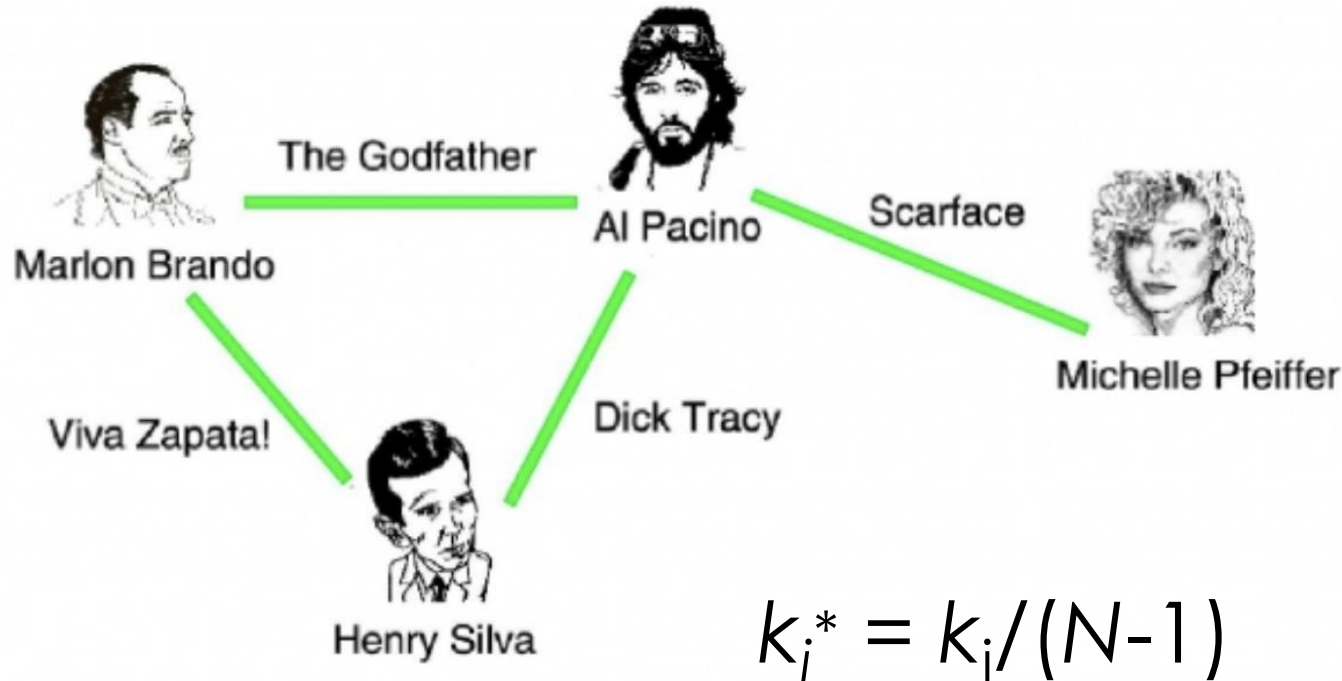 The Godfather
Al Pacino
Scarface
Marlon Brando
Michelle Pfeiffer
Viva Zapata!
Dick Tracy
Henry Silva
kᵢ* = kᵢ/(N-1)